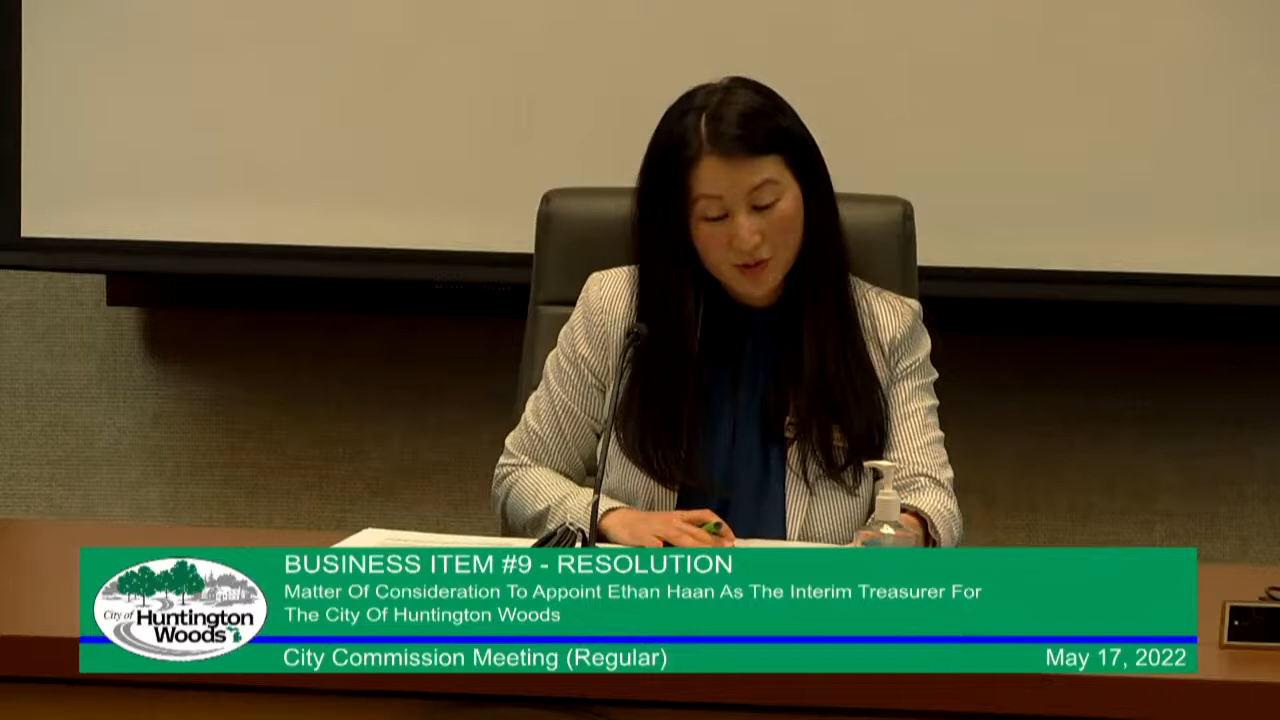 BUSINESS ITEM #9 - RESOLUTION
Matter Of Consideration To Appoint Ethan Haan As The Interim Treasurer For
The City Of Huntington Woods
City of
Huntington
Woods
City Commission Meeting (Regular)
May 17, 2022